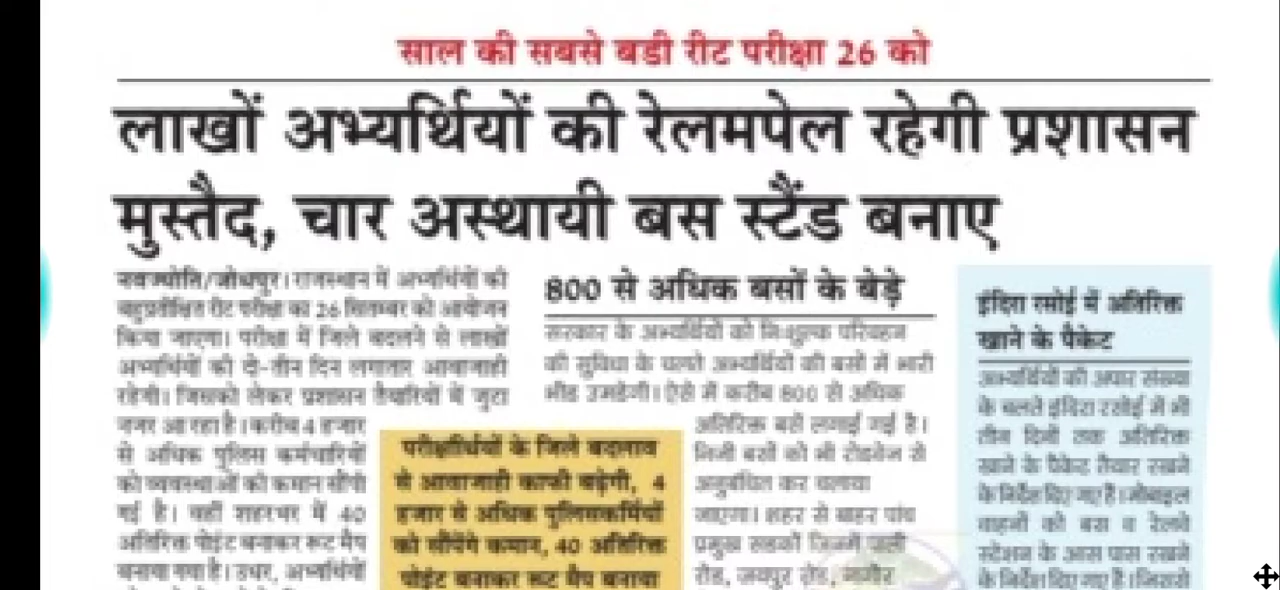 साल की सबसे बडी रीट परीक्षा 26 को
लाखों अभ्यर्थियों की रेलमपेल रहेगी प्रशासन
मुस्तैद, चार अस्थायी बस स्टैंड बनाए
नवज्योति/जोधपुर। राजस्थान में अभ्यर्थियों की
बहुप्रतीक्षित रीट परीक्षा का 26 सितम्बर को आयोजन
किया जाएगा। परीक्षा में जिले बदलने से लाखों
अभ्यर्थियों की दो-तीन दिन लगातार आवाजाही
रहेगी। जिसको लेकर प्रशासन तैयारियों में जुटा
नजर आ रहा है। करीब 4 हजार
से अधिक पुलिस कर्मचारियों
को व्यवस्थाओं की कमान सौंपी
गई है। वहीं शहरभर में 40
अतिरिक्त पोइंट बनाकर रूट मैप
बनाया गया है। उधर, अभ्यर्थियों
परीक्षार्थियों के जिले बदलाव
से आवाजाही काफी बढ़ेगी, 4
हजार से अधिक पुलिसकर्मियों
को सौंपेंगे कमान, 40 अतिरिक्त
पोइंट बनाकर रूट मैप बनाया
800 से अधिक बसों के बेड़े
सरकार के अभ्यर्थियों को निःशुल्क परिवहन
की सुविधा के चलते अभ्यर्थियों की बसों में भारी
भीड उमडेगी। ऐसे में करीब 800 से अधिक
अतिरिक्त बसें लगाई गई है।
निजी बसों को भी रोडवेज से
अनुबंधित कर चलाया
जाएगा। शहर से बाहर पांच
प्रमुख सडकों जिनमें पाली
रोड, जयपुर रोड, नागौर
इंदिरा रसोई में अतिरिक्त
खाने के पैकेट
अभ्यर्थियों की अपार संख्या
के चलते इंदिरा रसोई में भी
तीन दिनों तक अतिरिक्त
खाने के पैकेट तैयार रखने
के निर्देश दिए गए हैं। मोबाइल
वाहनों को बस व रेलवे
स्टेशन के आस पास रखने
के निर्देश दिए गए है। जिससे